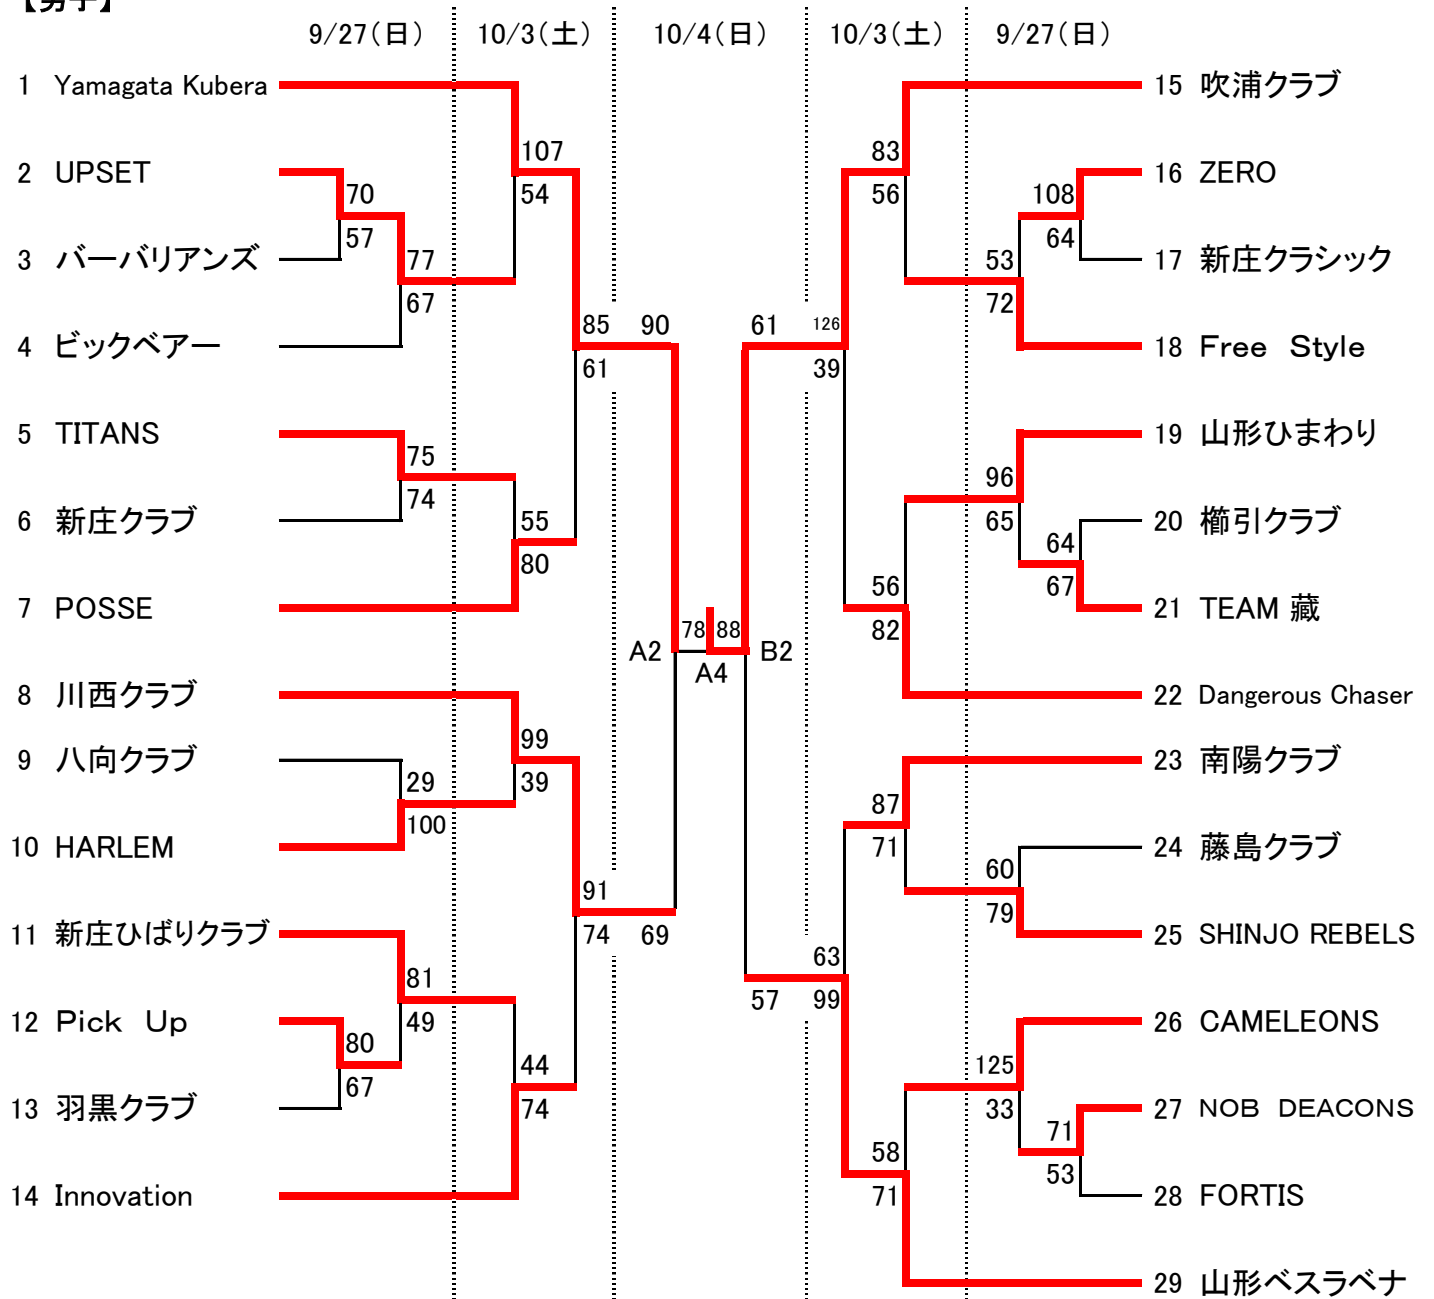 【男子】
9/27(日) 10/3(土) 10/4(日) 10/3(土) 9/27(日)
1 Yamagata Kubera
2 UPSET
3 バーバリアンズ
4 ビックベアー
5 TITANS
6 新庄クラブ
7 POSSE
8 川西クラブ
9 八向クラブ
10 HARLEM
11 新庄ひばりクラブ
12 Pick Up
13 羽黒クラブ
14 Innovation
70
57
77
67
75
74
29
100
81
49
80
67
107
54
55
80
99
39
44
74
85
61
91
74
90
69
A2
78
88
A4
B2
61
57
126
39
63
99
83
56
56
82
87
71
58
71
108
64
53
72
96
65
64
67
60
79
125
33
71
53
15 吹浦クラブ
16 ZERO
17 新庄クラシック
18 Free Style
19 山形ひまわり
20 櫛引クラブ
21 TEAM 藏
22 Dangerous Chaser
23 南陽クラブ
24 藤島クラブ
25 SHINJO REBELS
26 CAMELEONS
27 NOB DEACONS
28 FORTIS
29 山形ベスラベナ